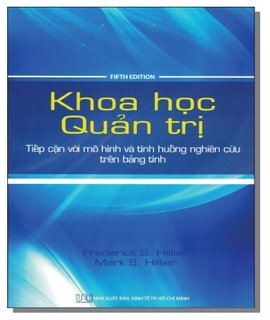 FIFTH EDITION
Khoa học
Quản trị
Tiếp cận với mô hình và tình huống nghiên cứu
trên bảng tính
Frederick S. Hillier
Mark S. Hillier
NHÀ XUẤT BẢN KINH TẾ TP. HỒ CHÍ MINH